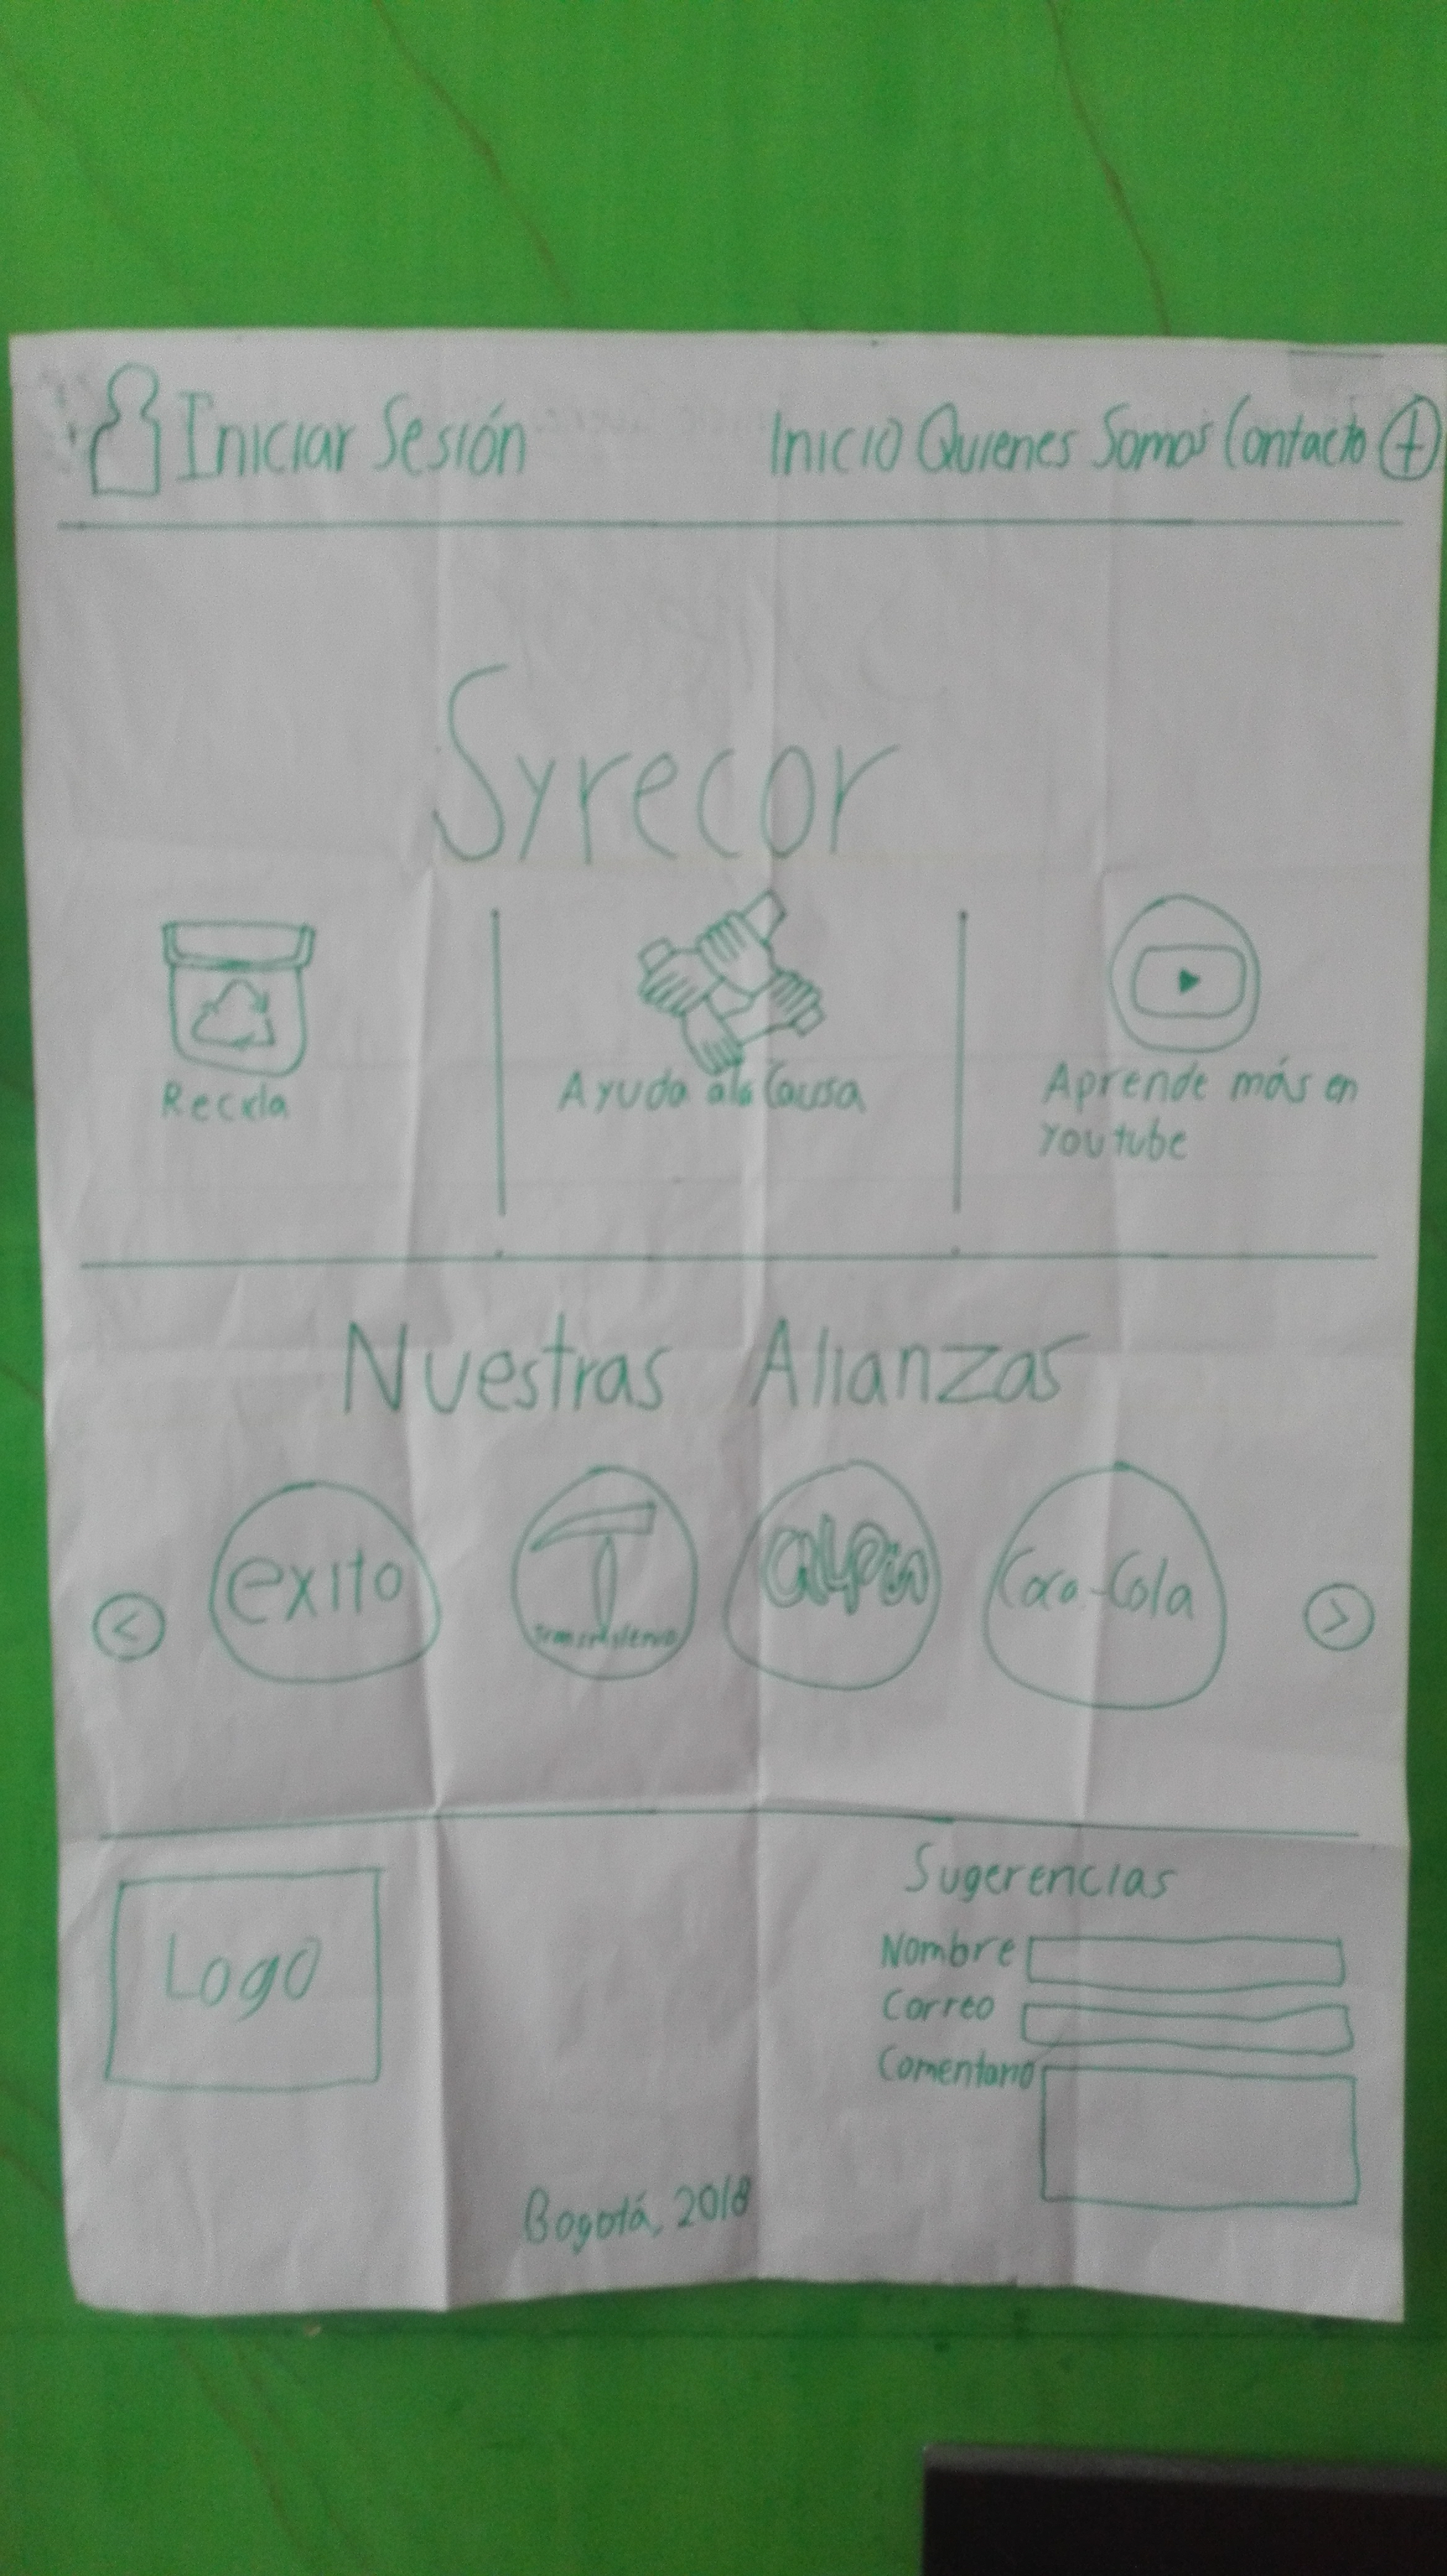 Iniciar Sesión
Inicio Quienes Somos Contacto
Syrecor
Recicla
Ayuda a la Causa
Aprende más en
Youtube
Nuestras Alianzas
< exito T alpin Coca-Cola >
transmilenio
Logo
Sugerencias
Nombre
Correo
Comentario
Bogotá, 2018